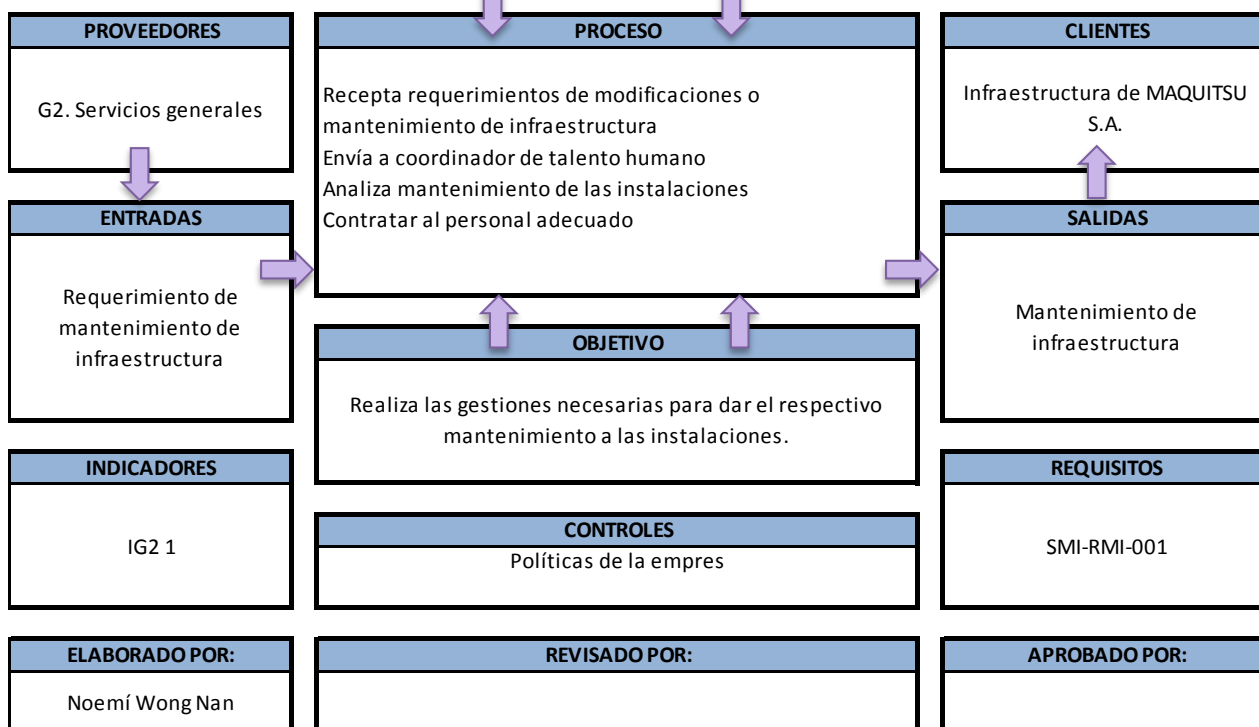 PROVEEDORES
G2. Servicios generales
PROCESO
Recepta requerimientos de modificaciones o
mantenimiento de infraestructura
Envía a coordinador de talento humano
Analiza mantenimiento de las instalaciones
Contratar al personal adecuado
CLIENTES
Infraestructura de MAQUITSU
S.A.
ENTRADAS
Requerimiento de
mantenimiento de
infraestructura
SALIDAS
Mantenimiento de
infraestructura
OBJETIVO
Realiza las gestiones necesarias para dar el respectivo
mantenimiento a las instalaciones.
INDICADORES
IG2 1
CONTROLES
Políticas de la empres
REQUISITOS
SMI-RMI-001
ELABORADO POR:
Noemí Wong Nan
REVISADO POR:
APROBADO POR: